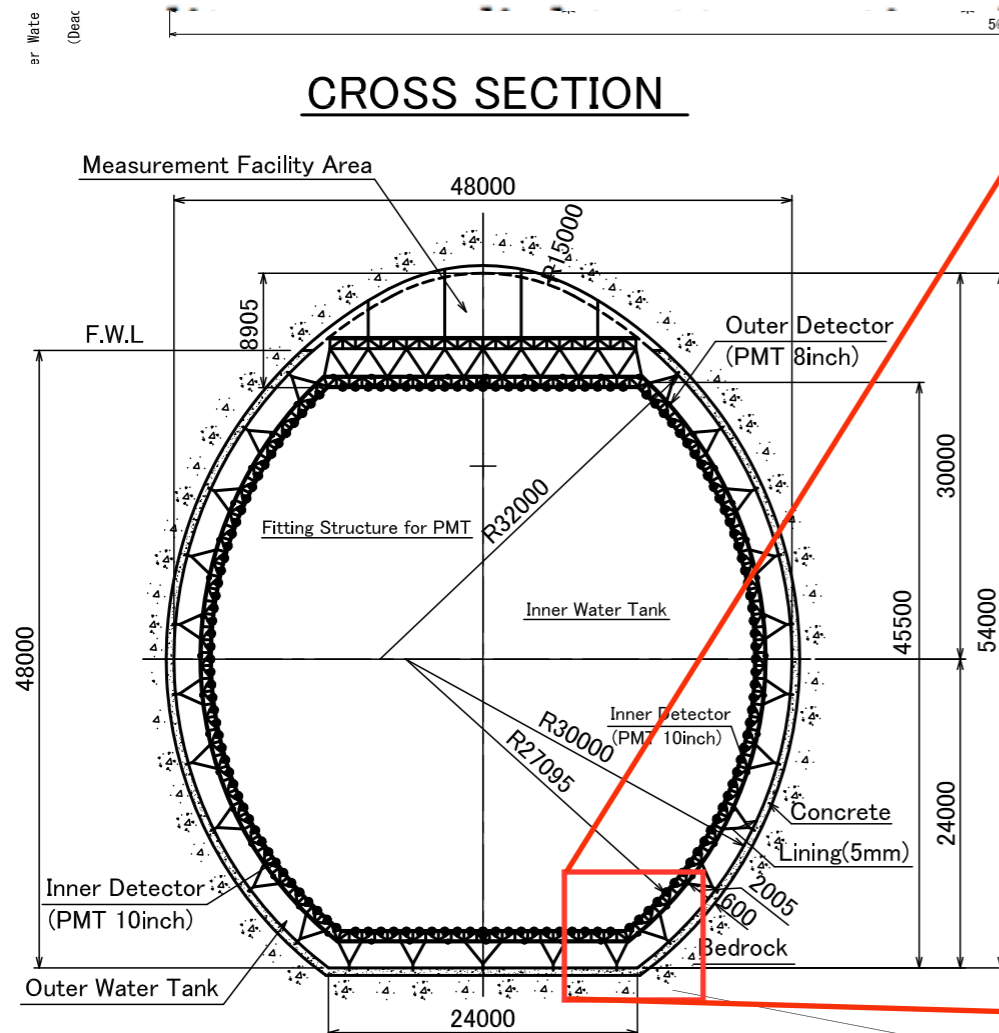 er Wate
CROSS SECTION
Measurement Facility Area
48000
R15000
8905
F.W.L
Outer Detector
(PMT 8inch)
30000
R32000
Fitting Structure for PMT
Inner Water Tank
45500
54000
48000
Inner Detector
(PMT 10inch)
R30000
R27095
24000
Concrete
Lining(5mm)
2005
600
Bedrock
Inner Detector
(PMT 10inch)
Outer Water Tank
24000